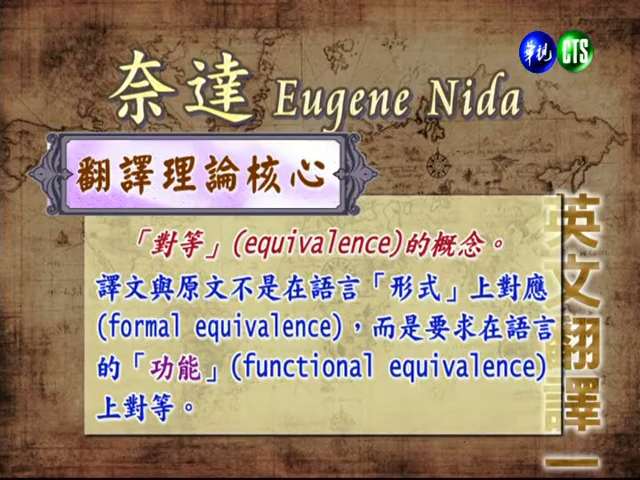 華視 CTS
奈達 Eugene Nida
翻譯理論核心
「對等」(equivalence)的概念。
譯文與原文不是在語言「形式」上對應
(formal equivalence)，而是要求在語言
的「功能」(functional equivalence)
上對等。
英文翻譯一